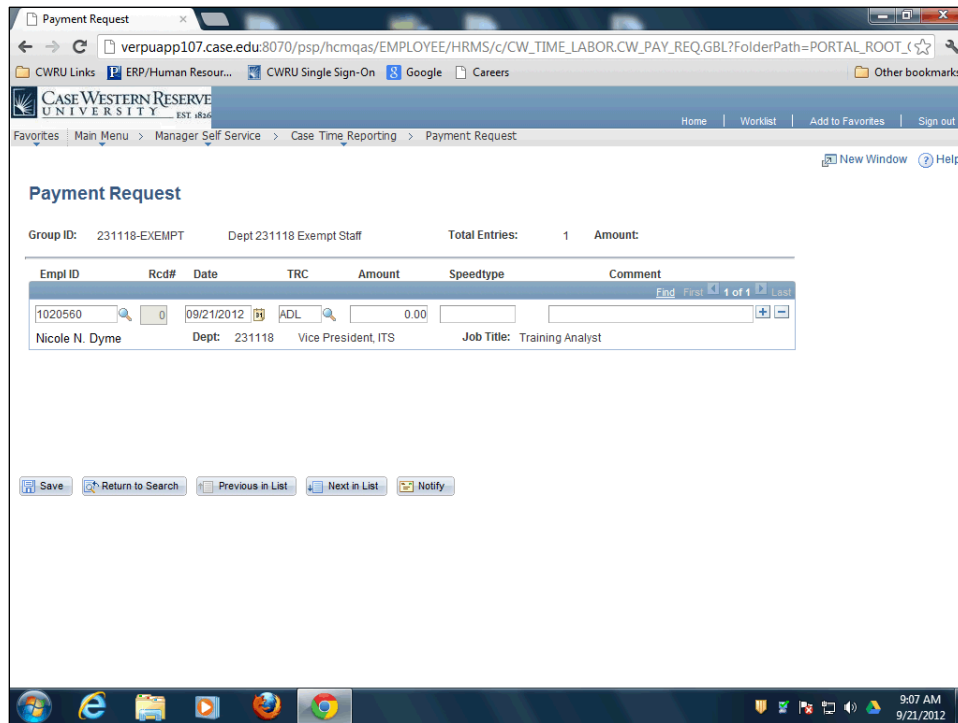 Payment Request
verpuapp107.case.edu:8070/psp/hcmqas/EMPLOYEE/HRMS/c/CW_TIME_LABOR.CW_PAY_REQ.GBL?FolderPath=PORTAL_ROOT_
CWRU Links ERP/Human Resour... CWRU Single Sign-On Google Careers Other bookmarks
CASE WESTERN RESERVE
UNIVERSITY EST. 1826
Home | Worklist | Add to Favorites | Sign out
Favorites Main Menu > Manager Self Service > Case Time Reporting > Payment Request
New Window Help
Payment Request
Group ID: 231118-EXEMPT Dept 231118 Exempt Staff Total Entries: 1 Amount:
Empl ID Rcd# Date TRC Amount Speedtype Comment
Find First 1 of 1 Last
1020560 0 09/21/2012 ADL 0.00
Nicole N. Dyme Dept: 231118 Vice President, ITS Job Title: Training Analyst
Save Return to Search Previous in List Next in List Notify
9:07 AM
9/21/2012